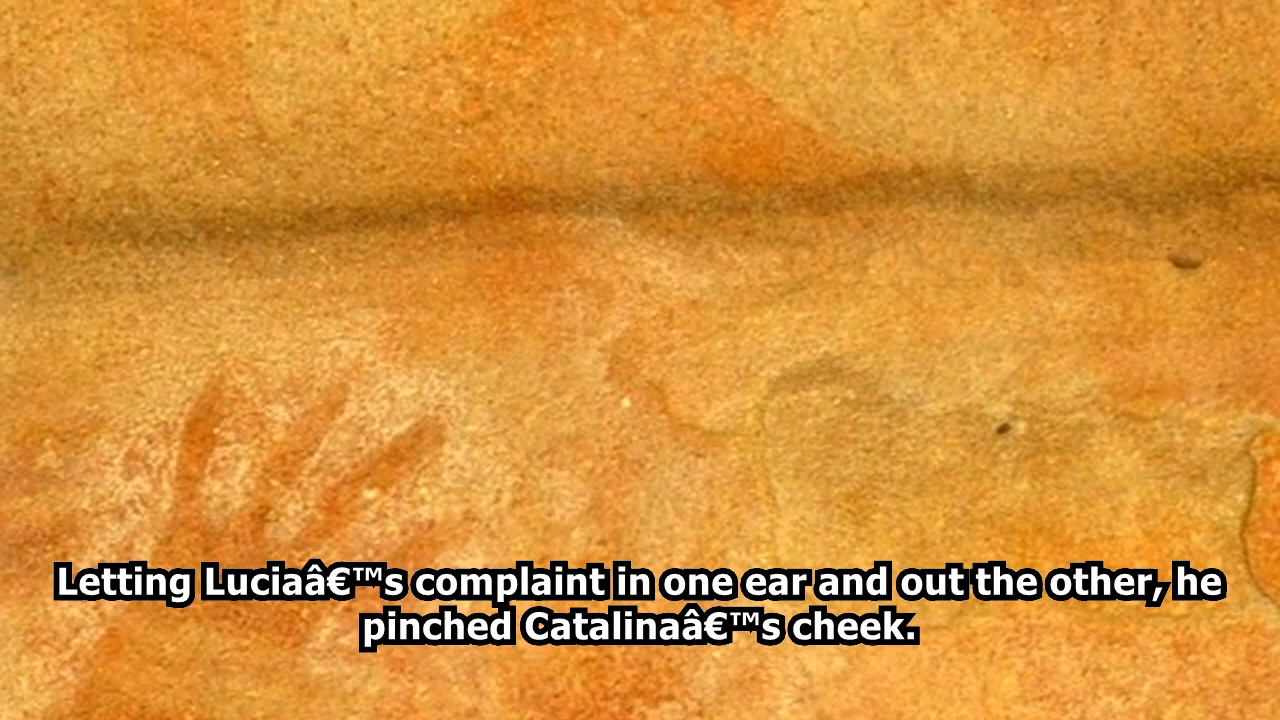 Letting Luciaâ€™s complaint in one ear and out the other, he
pinched Catalinaâ€™s cheek.